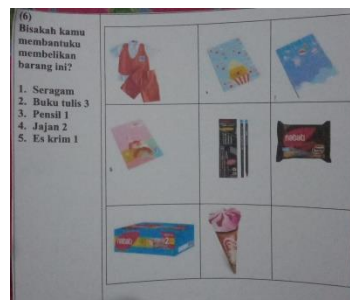 (6)
Bisakah kamu
membantuku
membelikan
barang ini?
1. Seragam
2. Buku tulis 3
3. Pensil 1
4. Jajan 2
5. Es krim 1